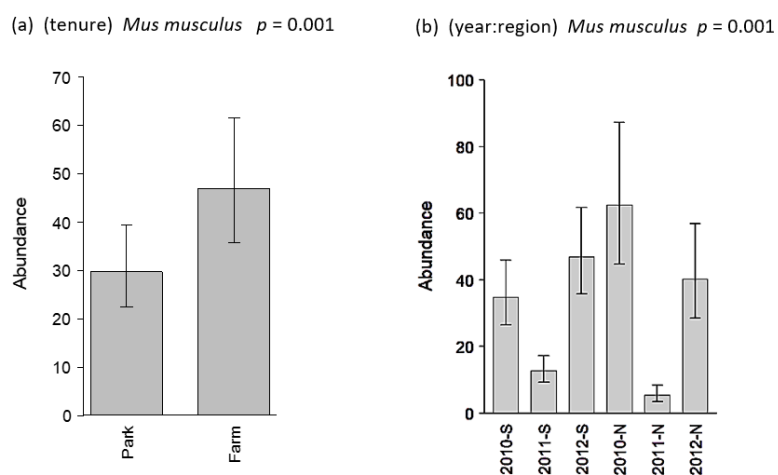 (a) (tenure) Mus musculus p = 0.001
70
60
50
40
30
20
10
0
Abundance
Park
Farm
(b) (year:region) Mus musculus p = 0.001
100
80
60
40
20
0
Abundance
2010-S
2011-S
2012-S
2010-N
2011-N
2012-N